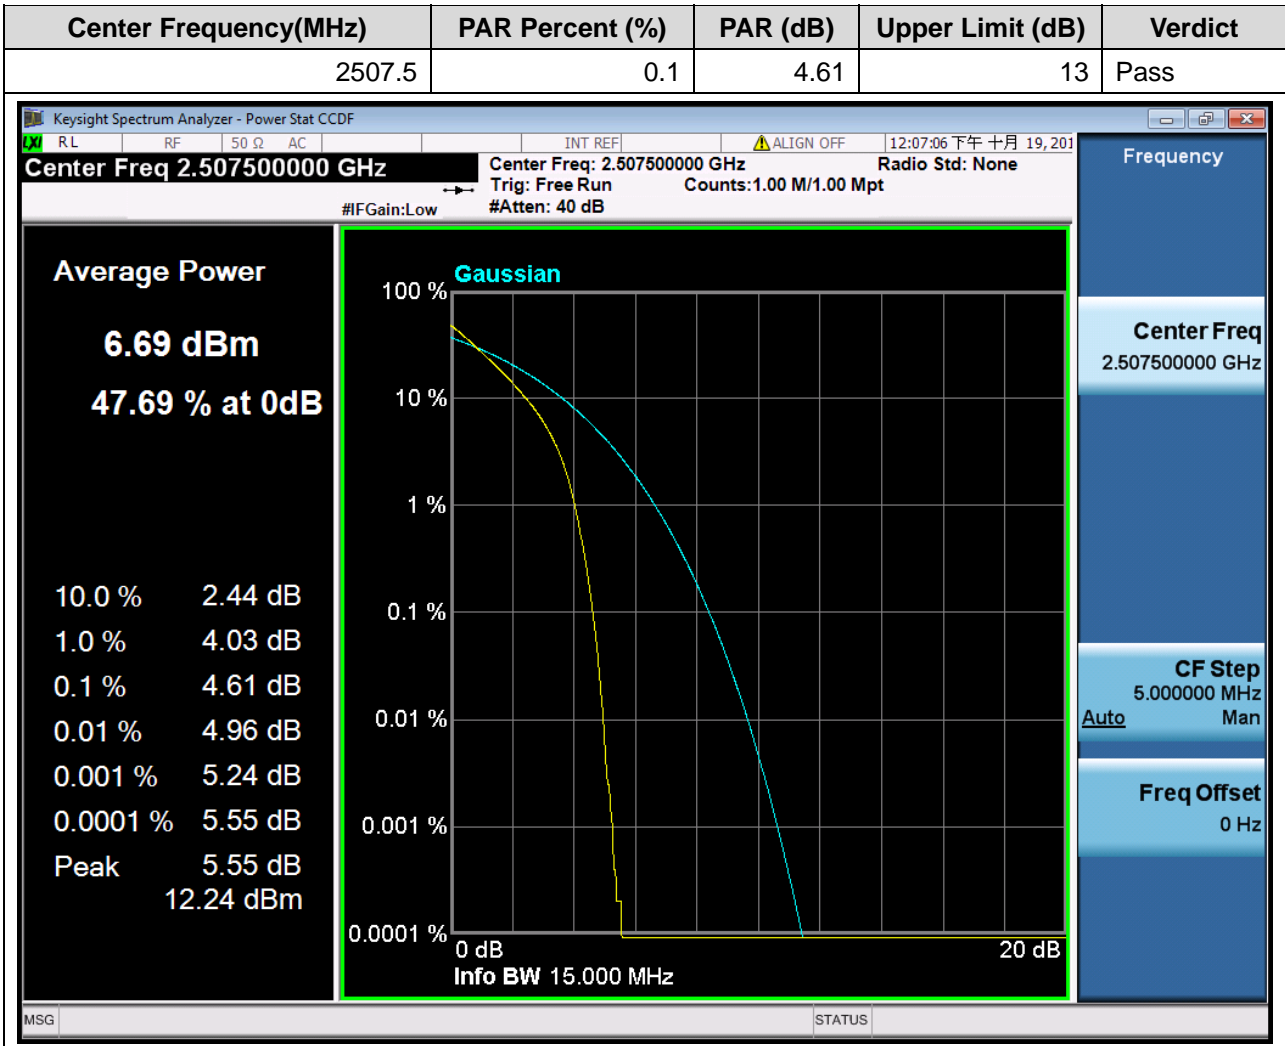 Center Frequency(MHz) PAR Percent (%) PAR (dB) Upper Limit (dB) Verdict
2507.5 0.1 4.61 13 Pass
Keysight Spectrum Analyzer - Power Stat CCDF
LXI RL RF 50 Ω AC INT REF ALIGN OFF 12:07:06 下午 十月 19, 201
Center Freq 2.507500000 GHz
Center Freq: 2.507500000 GHz Radio Std: None
Trig: Free Run Counts:1.00 M/1.00 Mpt
#IFGain:Low #Atten: 40 dB
Average Power
6.69 dBm
47.69 % at 0dB
10.0 % 2.44 dB
1.0 % 4.03 dB
0.1 % 4.61 dB
0.01 % 4.96 dB
0.001 % 5.24 dB
0.0001 % 5.55 dB
Peak 5.55 dB
12.24 dBm
Gaussian
100 %
10 %
1 %
0.1 %
0.01 %
0.001 %
0.0001 %
0 dB 20 dB
Info BW 15.000 MHz
Frequency
Center Freq
2.507500000 GHz
CF Step
5.000000 MHz
Auto Man
Freq Offset
0 Hz
MSG STATUS